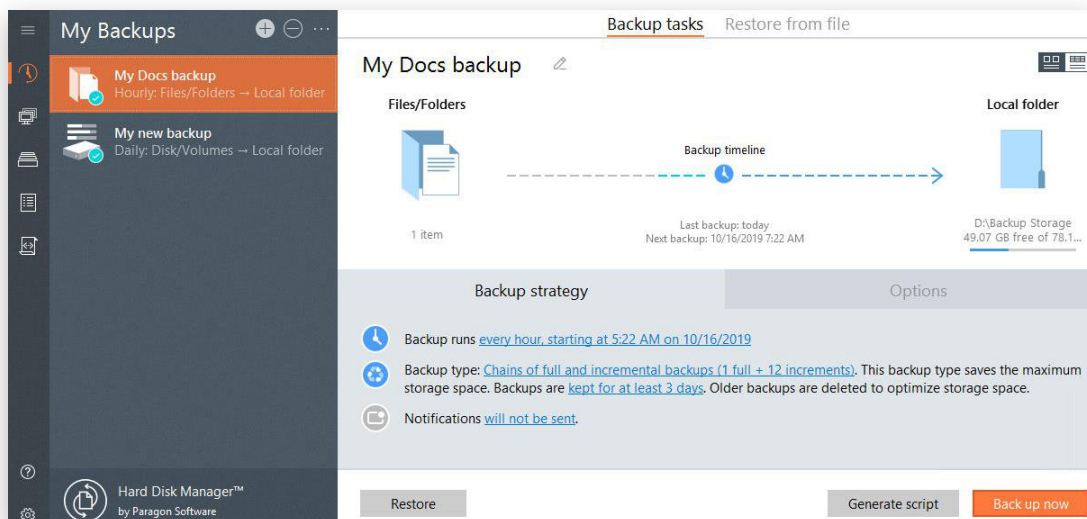 My Backups
Backup tasks
Restore from file
My Docs backup
Hourly: Files/Folders → Local folder
My new backup
Daily: Disk/Volumes → Local folder
My Docs backup
Files/Folders
Local folder
Backup timeline
1 item
Last backup: today
Next backup: 10/16/2019 7:22 AM
D:\Backup Storage
49.07 GB free of 78.1...
Backup strategy
Options
Backup runs every hour, starting at 5:22 AM on 10/16/2019
Backup type: Chains of full and incremental backups (1 full + 12 increments). This backup type saves the maximum
storage space. Backups are kept for at least 3 days. Older backups are deleted to optimize storage space.
Notifications will not be sent.
Hard Disk Manager™
by Paragon Software
Restore
Generate script
Back up now